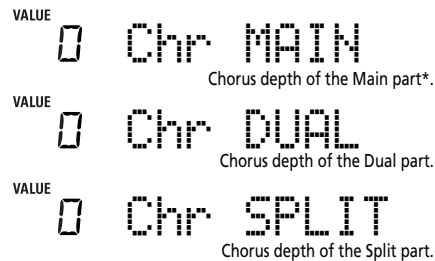 VALUE
0 Chr MAIN
Chorus depth of the Main part*.
VALUE
0 Chr DUAL
Chorus depth of the Dual part.
VALUE
0 Chr SPLIT
Chorus depth of the Split part.